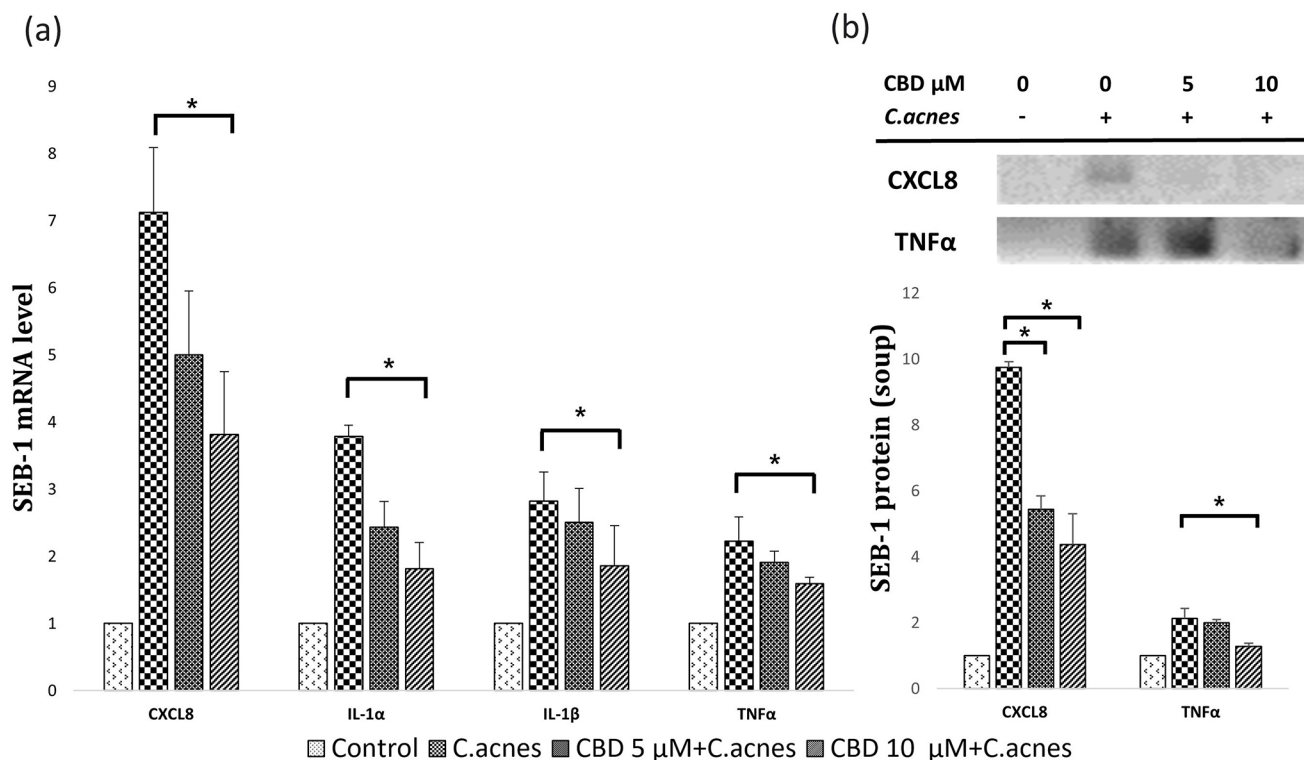 (a)
SEB-1 mRNA level
9
8
7
6
5
4
3
2
1
0
*
*
*
*
CXCL8 IL-1α IL-1β TNFα
(b)
CBD µM 0 0 5 10
C.acnes - + + +
CXCL8
TNFα
SEB-1 protein (soup)
12
10
8
6
4
2
0
*
*
*
CXCL8 TNFα
Control C.acnes CBD 5 µM+C.acnes CBD 10 µM+C.acnes